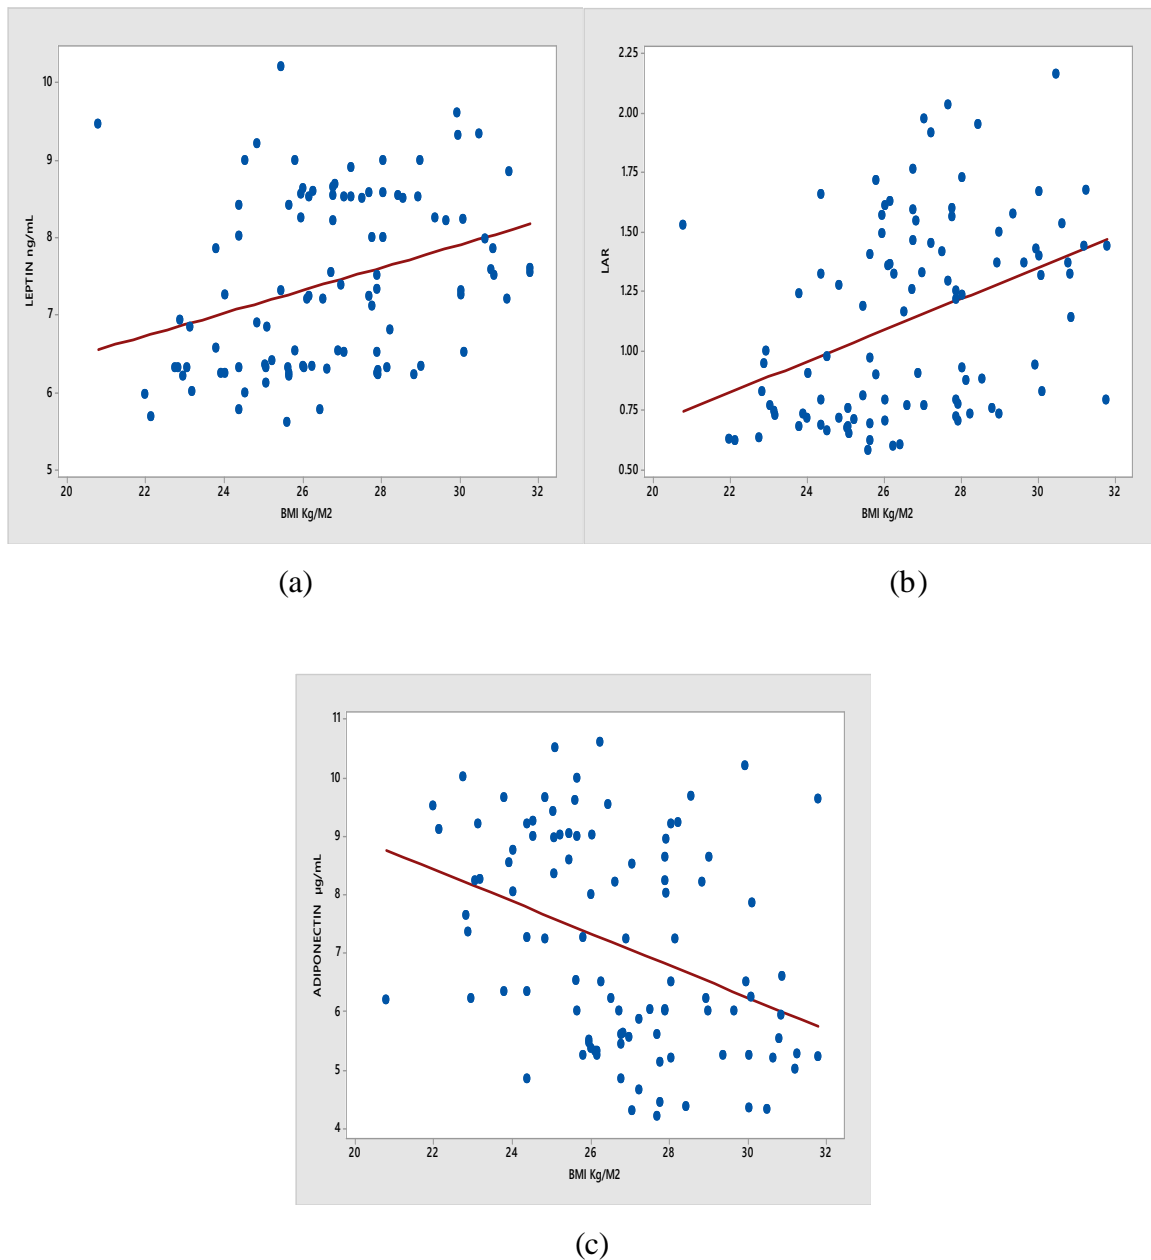 10
9
8
7
6
5
LEPTIN ng/mL
20 22 24 26 28 30 32
BMI Kg/M2
(a)
2.25
2.00
1.75
1.50
1.25
1.00
0.75
0.50
LAR
20 22 24 26 28 30 32
BMI Kg/M2
(b)
11
10
9
8
7
6
5
4
ADIPONECTIN µg/mL
20 22 24 26 28 30 32
BMI Kg/M2
(c)